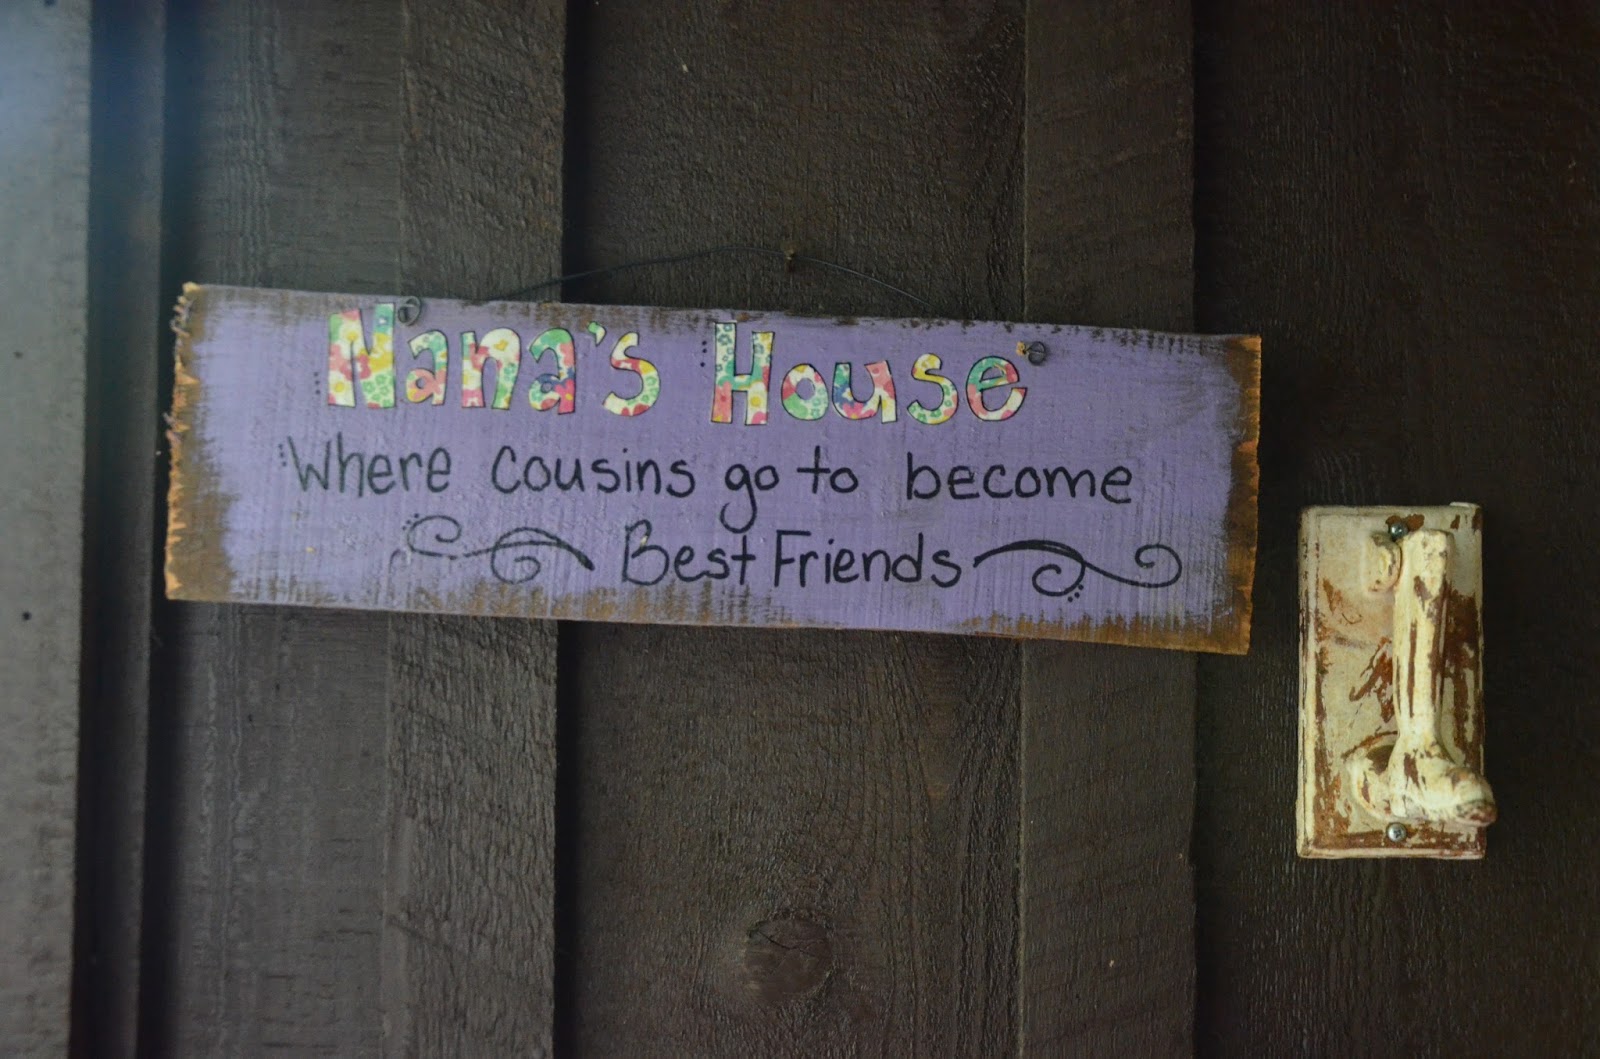 Nana's House
Where cousins go to become
Best Friends